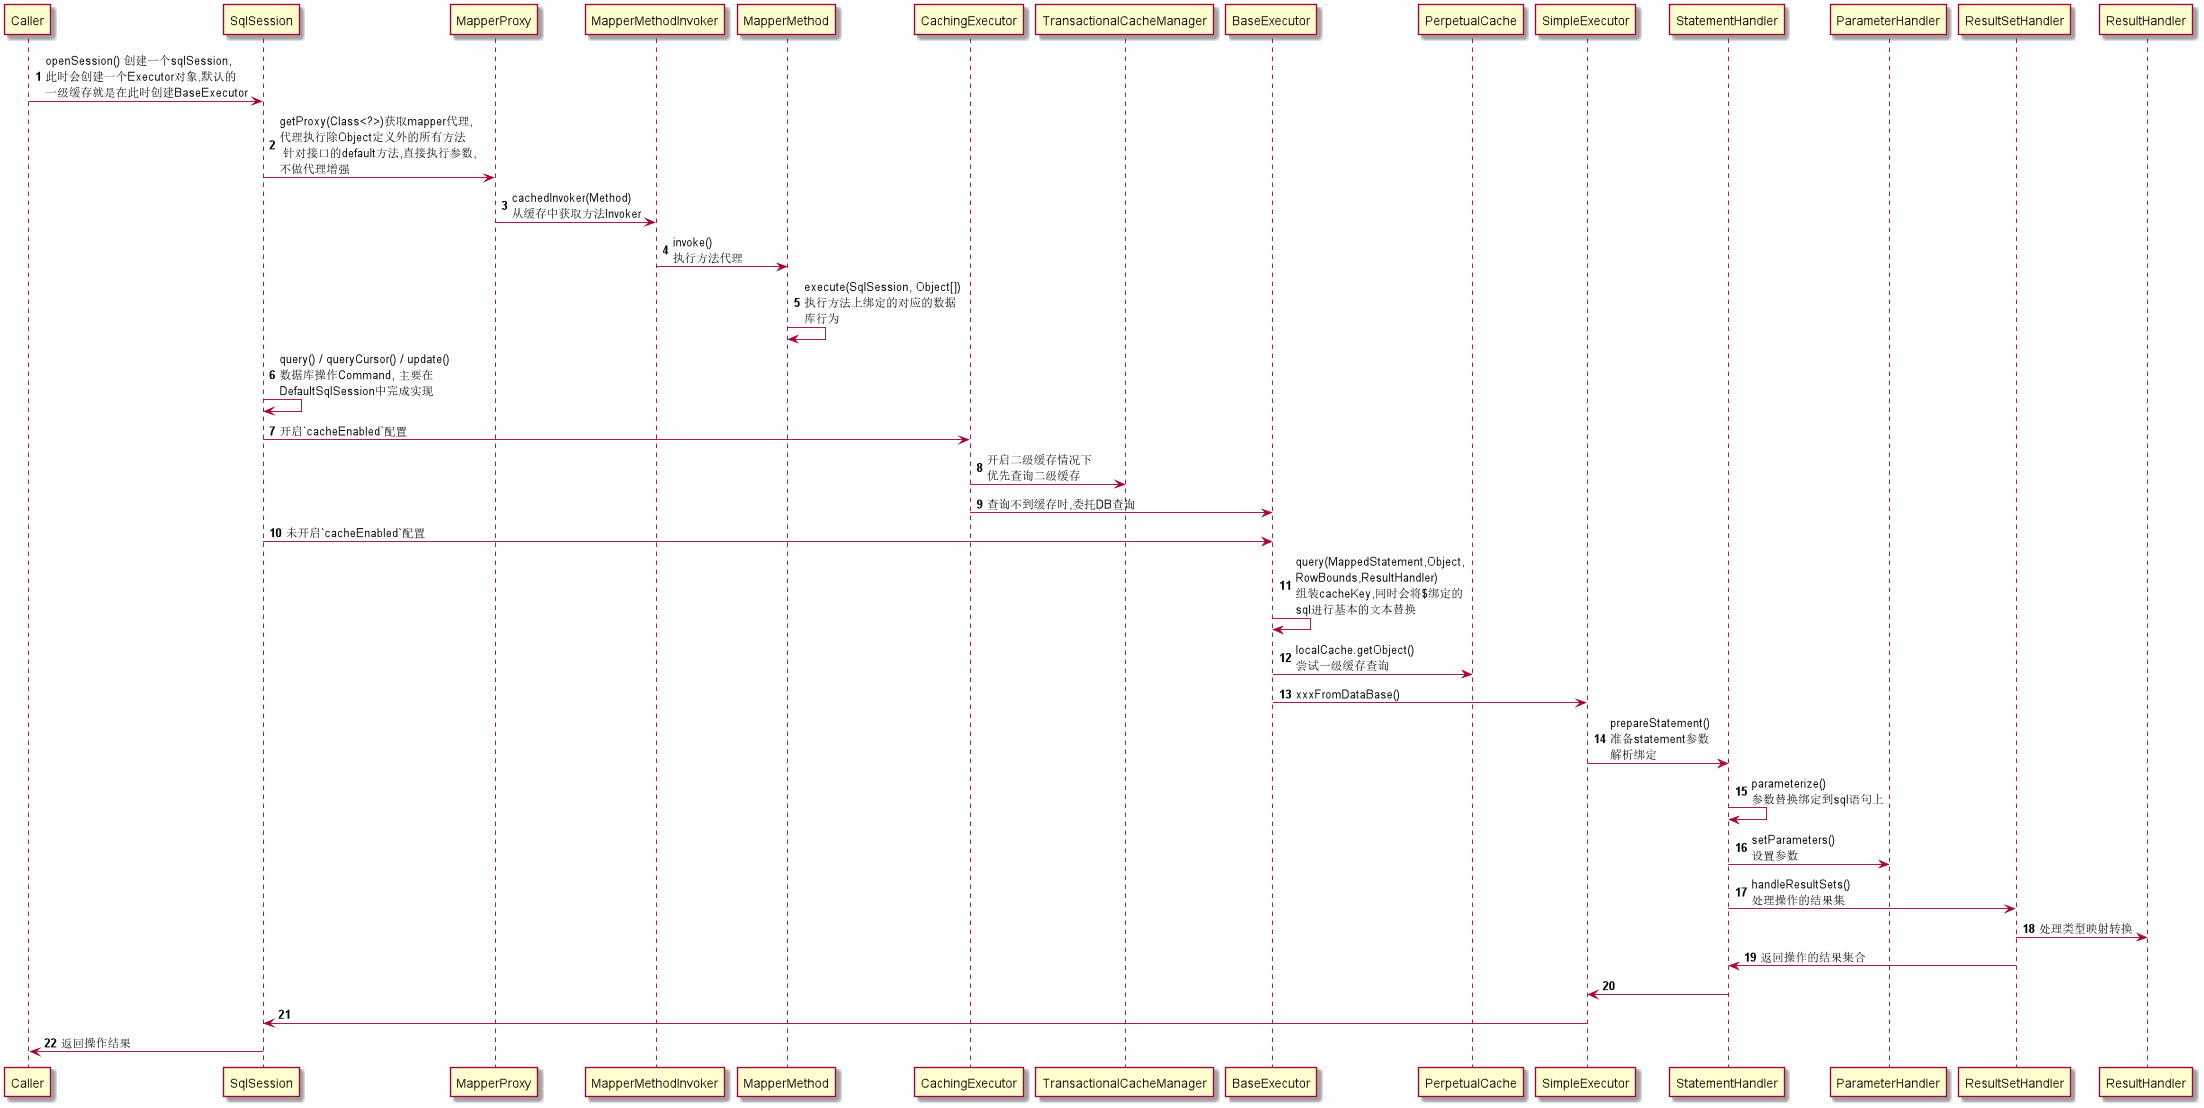 Caller
SqlSession
MapperProxy
MapperMethodInvoker
MapperMethod
CachingExecutor
TransactionalCacheManager
BaseExecutor
PerpetualCache
SimpleExecutor
StatementHandler
ParameterHandler
ResultSetHandler
ResultHandler
1 openSession() 创建一个sqlSession,
此时会创建一个Executor对象,默认的
一级缓存就是在此时创建BaseExecutor
2 getProxy(Class<?>)获取mapper代理,
代理执行除Object定义外的所有方法
针对接口的default方法,直接执行参数,
不做代理增强
3 cachedInvoker(Method)
从缓存中获取方法Invoker
4 invoke()
执行方法代理
5 execute(SqlSession, Object[])
执行方法上绑定的对应的数据
库行为
6 query() / queryCursor() / update()
数据库操作Command, 主要在
DefaultSqlSession中完成实现
7 开启`cacheEnabled`配置
8 开启二级缓存情况下
优先查询二级缓存
9 查询不到缓存时,委托DB查询
10 未开启`cacheEnabled`配置
11 query(MappedStatement,Object,
RowBounds,ResultHandler)
组装cacheKey,同时会将$绑定的
sql进行基本的文本替换
12 localCache.getObject()
尝试一级缓存查询
13 xxxFromDataBase()
14 prepareStatement()
准备statement参数
解析绑定
15 parameterize()
参数替换绑定到sql语句上
16 setParameters()
设置参数
17 handleResultSets()
处理操作的结果集
18 处理类型映射转换
19 返回操作的结果集合
20
21
22 返回操作结果
Caller
SqlSession
MapperProxy
MapperMethodInvoker
MapperMethod
CachingExecutor
TransactionalCacheManager
BaseExecutor
PerpetualCache
SimpleExecutor
StatementHandler
ParameterHandler
ResultSetHandler
ResultHandler